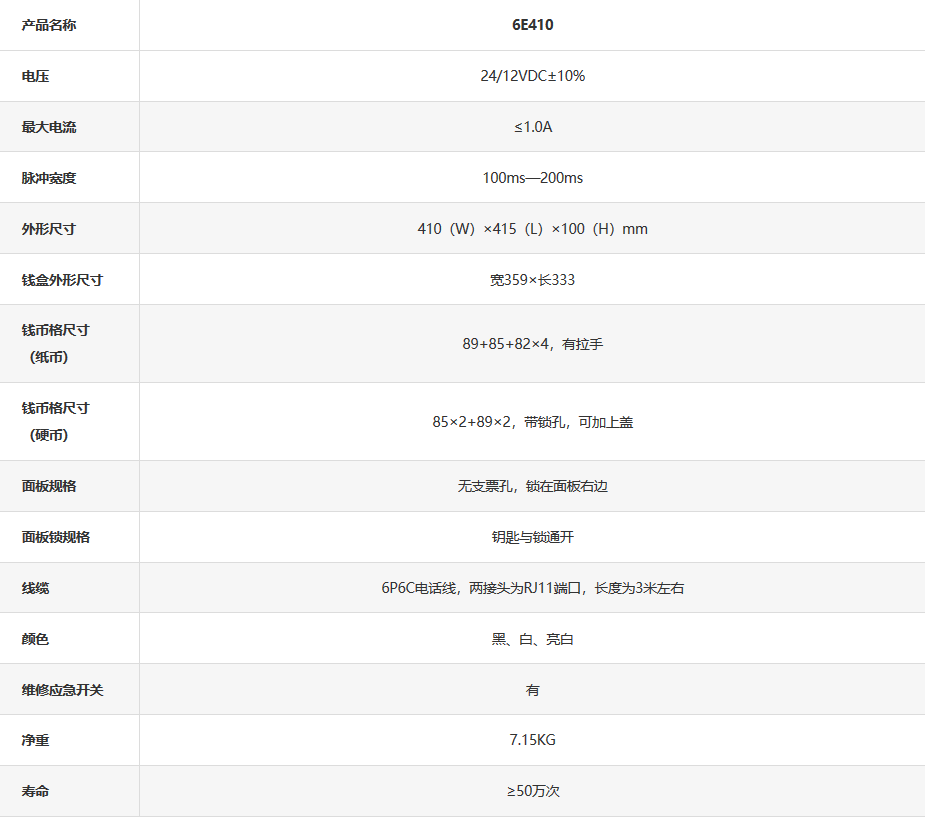 产品名称 6E410
电压 24/12VDC±10%
最大电流 ≤1.0A
脉冲宽度 100ms—200ms
外形尺寸 410（W）×415（L）×100（H）mm
钱盒外形尺寸 宽359×长333
钱币格尺寸
（纸币） 89+85+82×4，有拉手
钱币格尺寸
（硬币） 85×2+89×2，带锁孔，可加上盖
面板规格 无支票孔，锁在面板右边
面板锁规格 钥匙与锁通开
线缆 6P6C电话线，两接头为RJ11端口，长度为3米左右
颜色 黑、白、亮白
维修应急开关 有
净重 7.15KG
寿命 ≥50万次